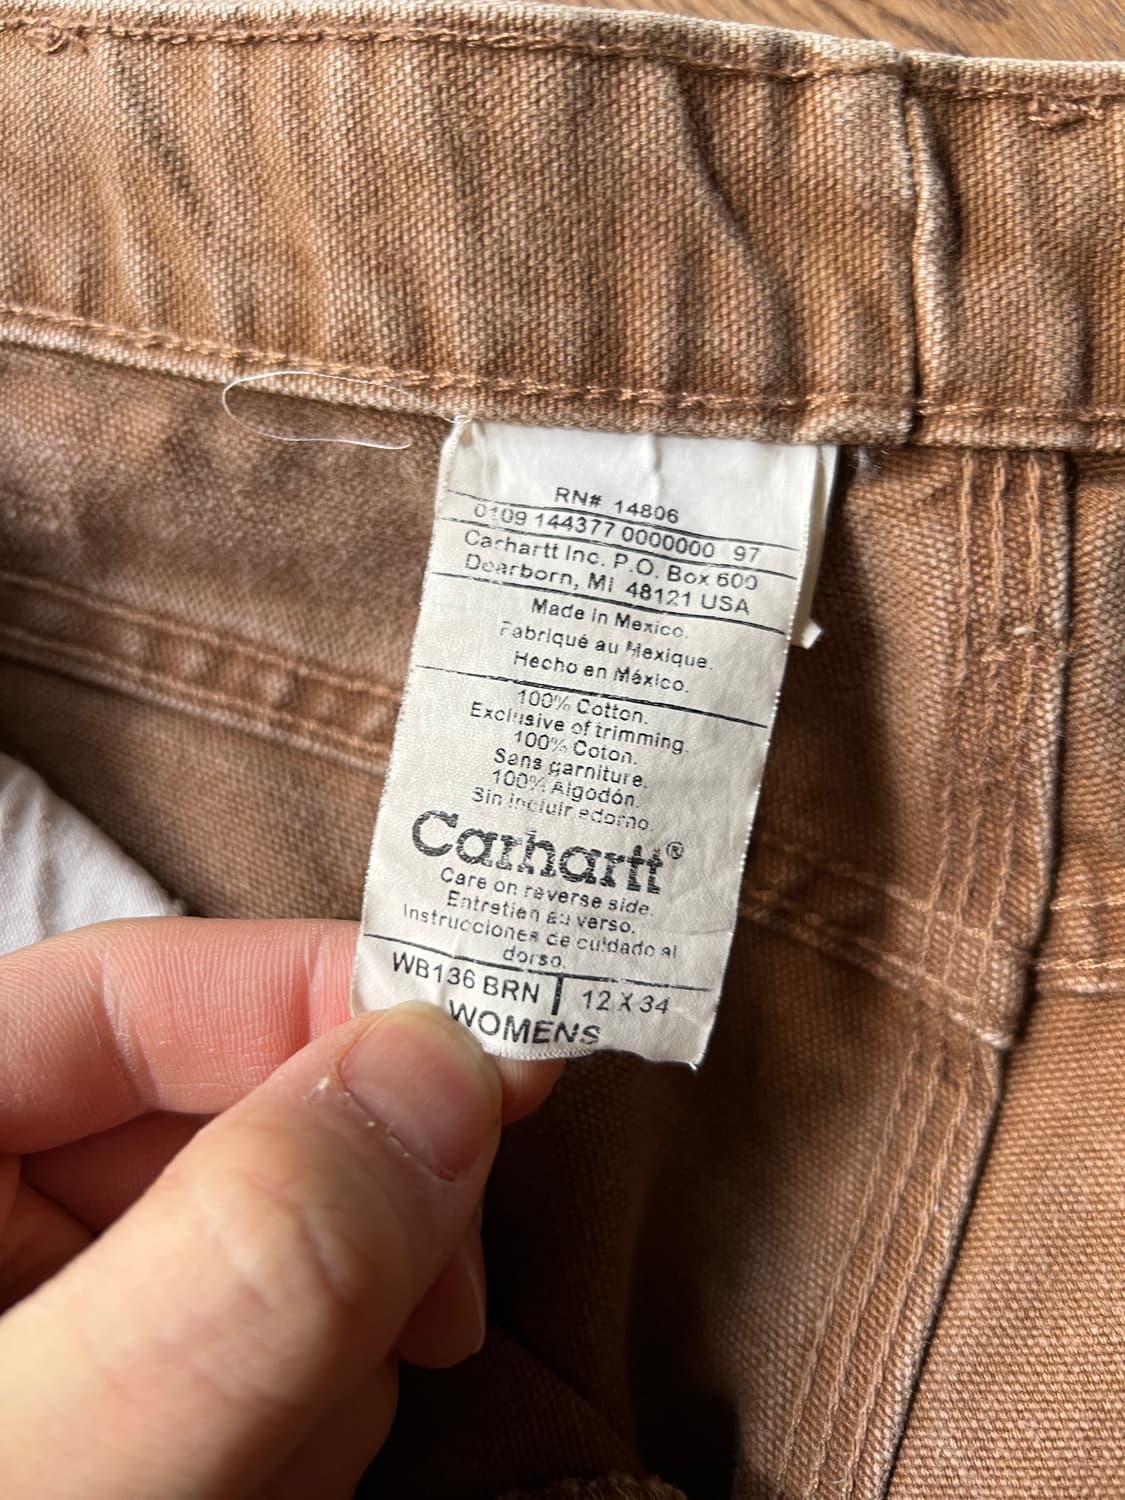 RN# 14806
0109 144377 0000000 97
Carhartt Inc. P.O. Box 600
Dearborn, MI 48121 USA
Made in Mexico.
Fabriqué au Mexique.
Hecho en México.
100% Cotton.
Exclusive of trimming.
100% Coton.
Sans garniture.
100% Algodón.
Sin incluir adorno.
Carhartt®
Care on reverse side.
Entretien au verso.
Instrucciones de cuidado al
dorso.
WB136 BRN 12 X 34
WOMENS